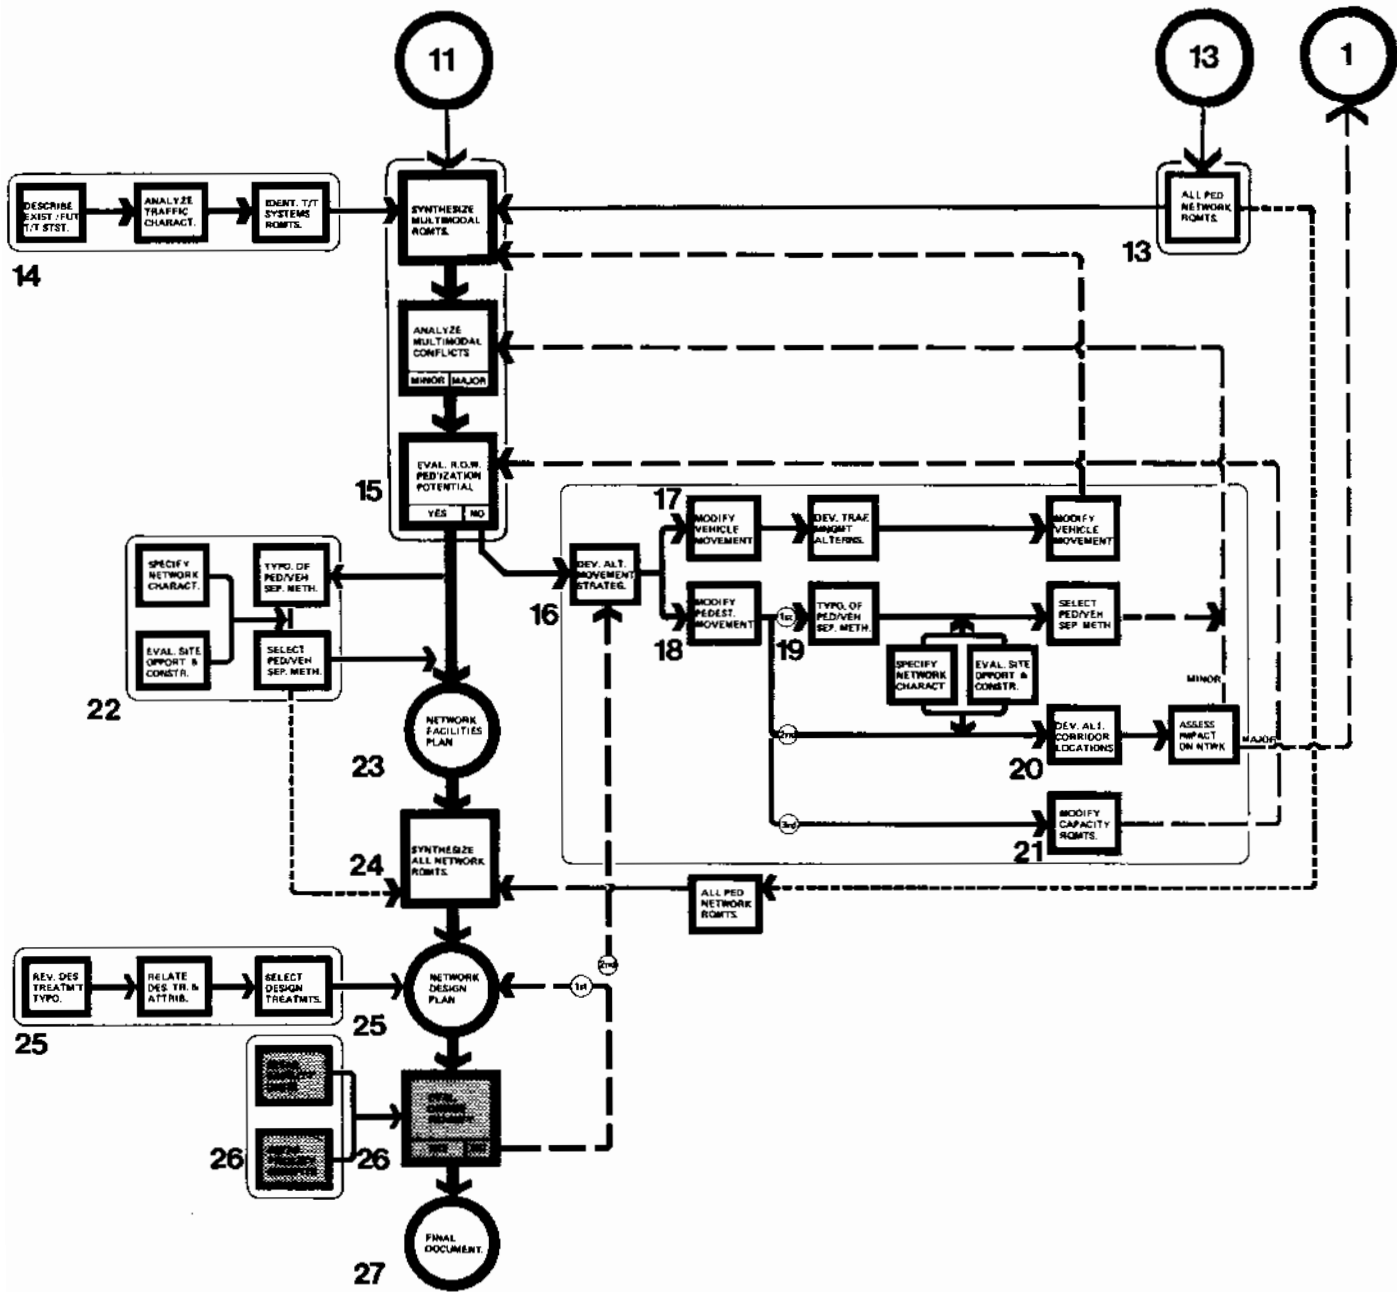 11
13
1
DESCRIBE
EXIST / FUT
T/T SYST.
ANALYZE
TRAFFIC
CHARACT.
IDENT. T/T
SYSTEMS
RQMTS.
14
SYNTHESIZE
MULTIMODAL
RQMTS.
ALL PED
NETWORK
RQMTS.
13
ANALYZE
MULTIMODAL
CONFLICTS
MINOR
MAJOR
EVAL. R.O.W.
PED'IZATION
POTENTIAL
YES
NO
15
SPECIFY
NETWORK
CHARACT.
TYPO. OF
PED/VEH
SEP. METH.
EVAL. SITE
OPPORT &
CONSTR.
SELECT
PED/VEH
SEP. METH.
22
DEV. ALT.
MOVEMENT
STRATEG.
16
17
MODIFY
VEHICLE
MOVEMENT
DEV. TRAF.
MNGMT
ALTERNS.
MODIFY
VEHICLE
MOVEMENT
MODIFY
PEDEST.
MOVEMENT
18
1st
TYPO. OF
PED/VEH
SEP. METH.
19
SELECT
PED/VEH
SEP. METH
SPECIFY
NETWORK
CHARACT
EVAL. SITE
OPPORT &
CONSTR.
MINOR
2nd
DEV. ALT.
CORRIDOR
LOCATIONS
20
ASSESS
IMPACT
ON NTWK
MAJOR
3rd
MODIFY
CAPACITY
RQMTS.
21
NETWORK
FACILITIES
PLAN
23
SYNTHESIZE
ALL NETWORK
RQMTS.
24
ALL PED
NETWORK
RQMTS.
REV. DES
TREATM'T
TYPO.
RELATE
DES. TR. &
ATTRIB.
SELECT
DESIGN
TREATMTS.
25
NETWORK
DESIGN
PLAN
25
1st
2nd
26
26
FINAL
DOCUMENT.
27